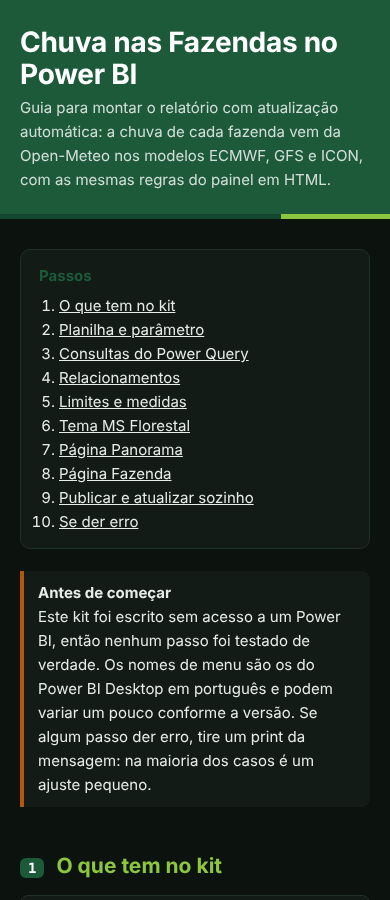 Chuva nas Fazendas no
Power BI
Guia para montar o relatório com atualização
automática: a chuva de cada fazenda vem da
Open-Meteo nos modelos ECMWF, GFS e ICON,
com as mesmas regras do painel em HTML.
Passos
1. O que tem no kit
2. Planilha e parâmetro
3. Consultas do Power Query
4. Relacionamentos
5. Limites e medidas
6. Tema MS Florestal
7. Página Panorama
8. Página Fazenda
9. Publicar e atualizar sozinho
10. Se der erro
Antes de começar
Este kit foi escrito sem acesso a um Power
BI, então nenhum passo foi testado de
verdade. Os nomes de menu são os do
Power BI Desktop em português e podem
variar um pouco conforme a versão. Se
algum passo der erro, tire um print da
mensagem: na maioria dos casos é um
ajuste pequeno.
1 O que tem no kit